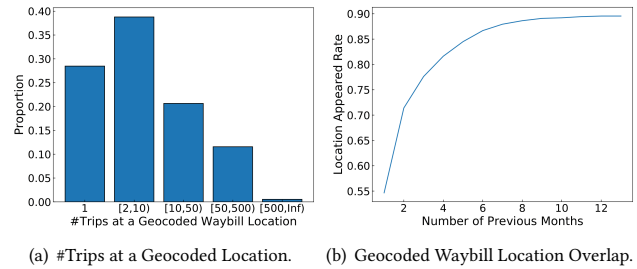 0.40
0.35
0.30
0.25
0.20
0.15
0.10
0.05
0.00
Proportion
1 [2,10) [10,50) [50,500) [500,Inf)
#Trips at a Geocoded Waybill Location
(a) #Trips at a Geocoded Location.
0.90
0.85
0.80
0.75
0.70
0.65
0.60
0.55
Location Appeared Rate
2 4 6 8 10 12
Number of Previous Months
(b) Geocoded Waybill Location Overlap.